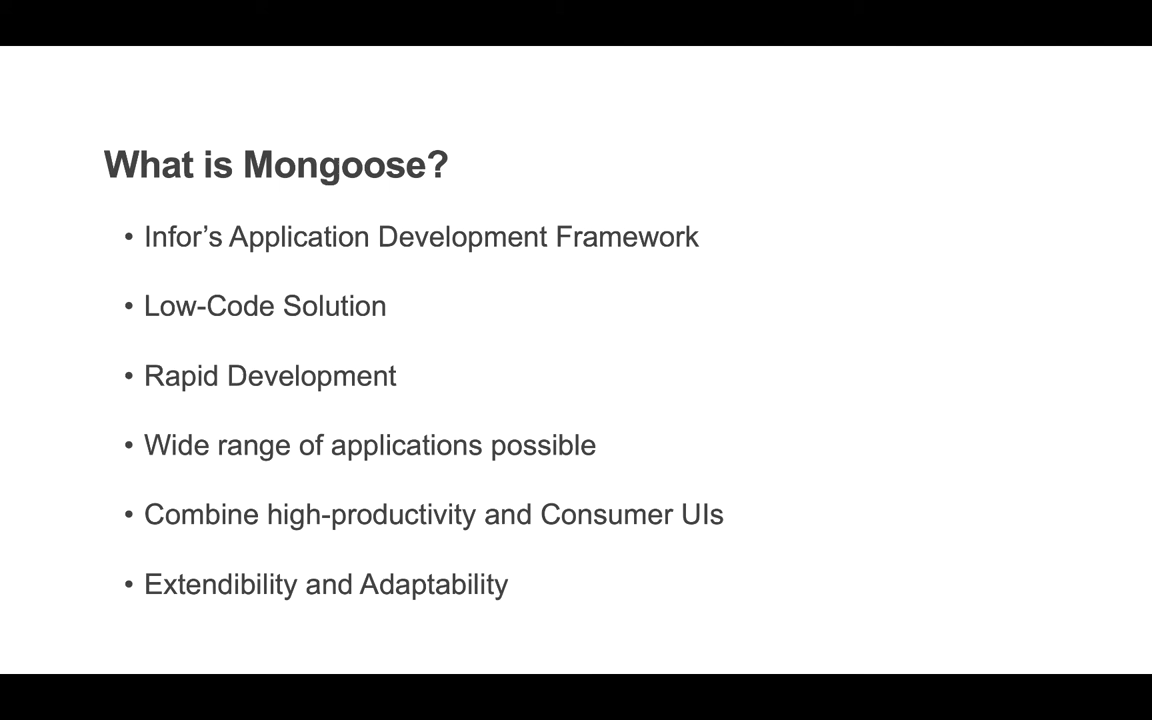 What is Mongoose?
• Infor’s Application Development Framework
• Low-Code Solution
• Rapid Development
• Wide range of applications possible
• Combine high-productivity and Consumer UIs
• Extendibility and Adaptability